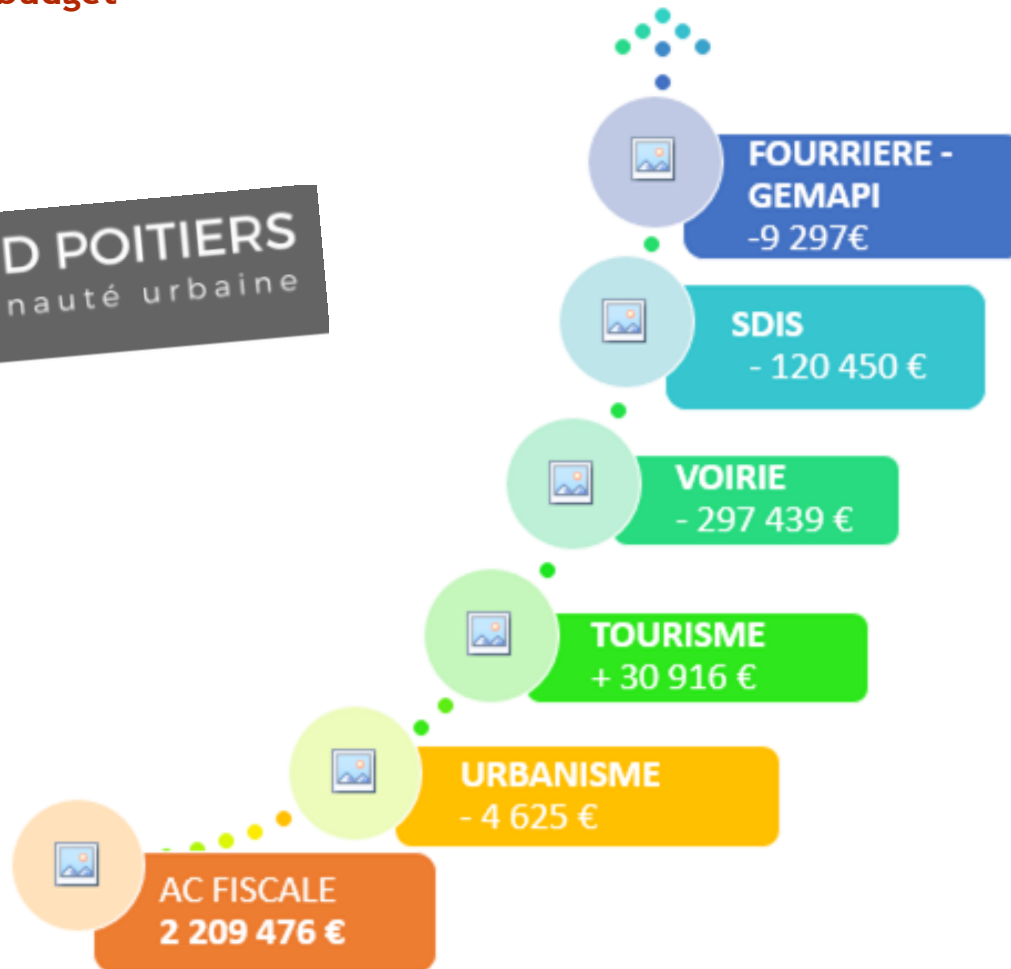 budget
D POITIERS
nauté urbaine
FOURRIERE -
GEMAPI
-9 297€
SDIS
- 120 450 €
VOIRIE
- 297 439 €
TOURISME
+ 30 916 €
URBANISME
- 4 625 €
AC FISCALE
2 209 476 €